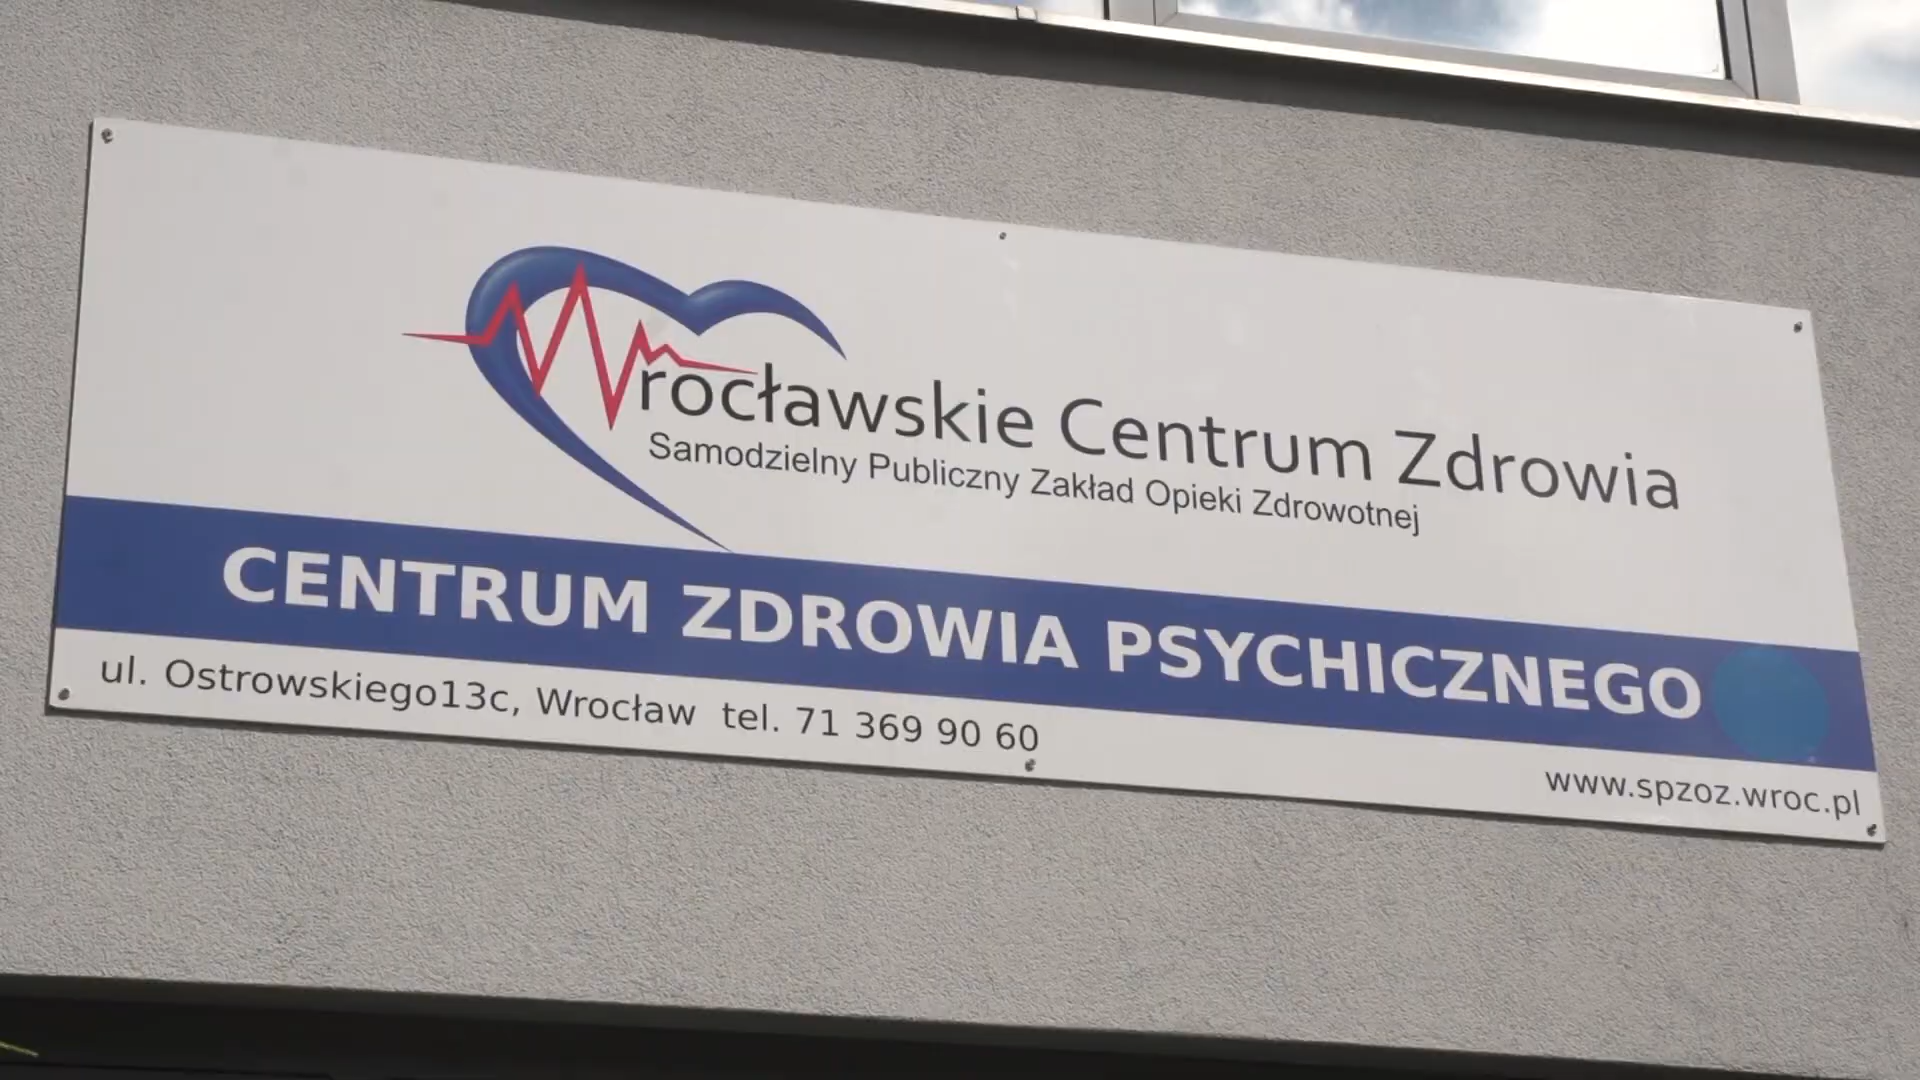 Wrocławskie Centrum Zdrowia
Samodzielny Publiczny Zakład Opieki Zdrowotnej
CENTRUM ZDROWIA PSYCHICZNEGO
ul. Ostrowskiego13c, Wrocław tel. 71 369 90 60
www.spzoz.wroc.pl